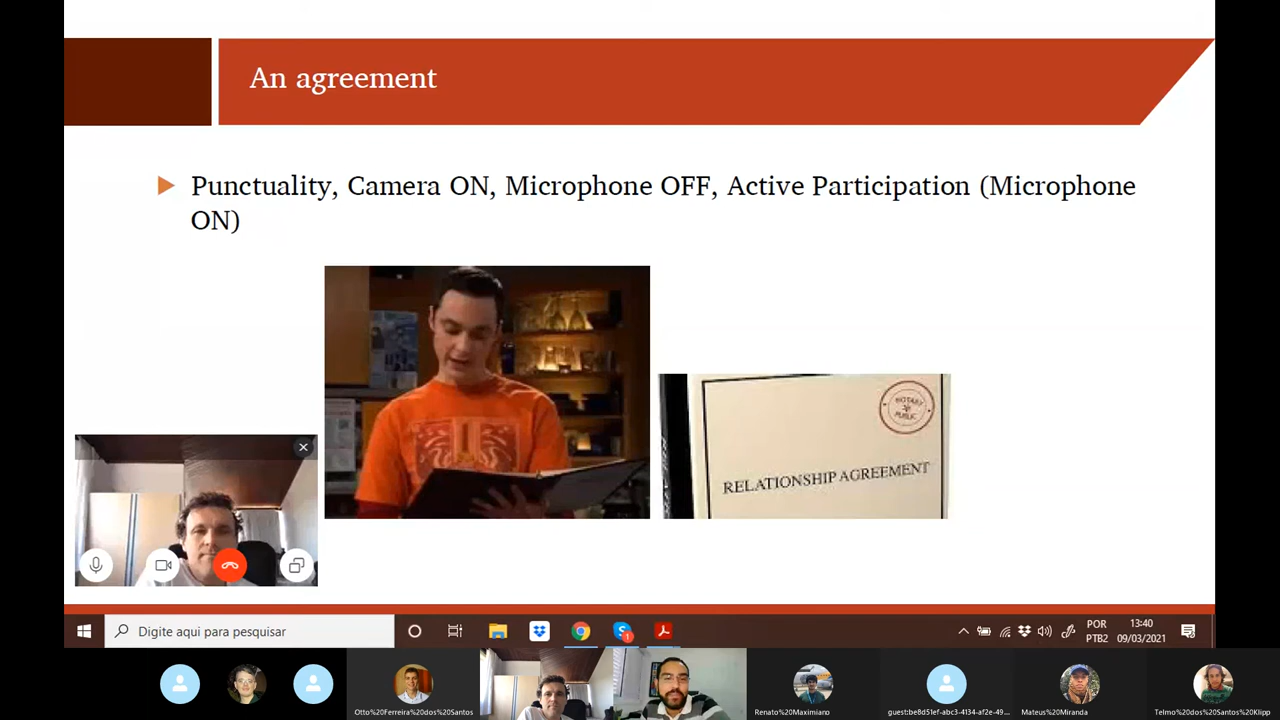 An agreement
Punctuality, Camera ON, Microphone OFF, Active Participation (Microphone
ON)
NOTARY
PUBLIC
RELATIONSHIP AGREEMENT
Digite aqui para pesquisar
1
POR
PTB2
13:40
09/03/2021
Otto%20Ferreira%20dos%20Santos
Renato%20Maximiano
guest:be8d51ef-abc3-4134-af2e-49...
Mateus%20Miranda
Telmo%20dos%20Santos%20Klipp